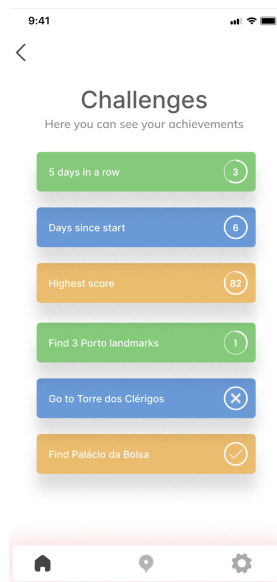 9:41
Challenges
Here you can see your achievements
5 days in a row 3
Days since start 6
Highest score 82
Find 3 Porto landmarks 1
Go to Torre dos Clérigos
Find Palácio da Bolsa